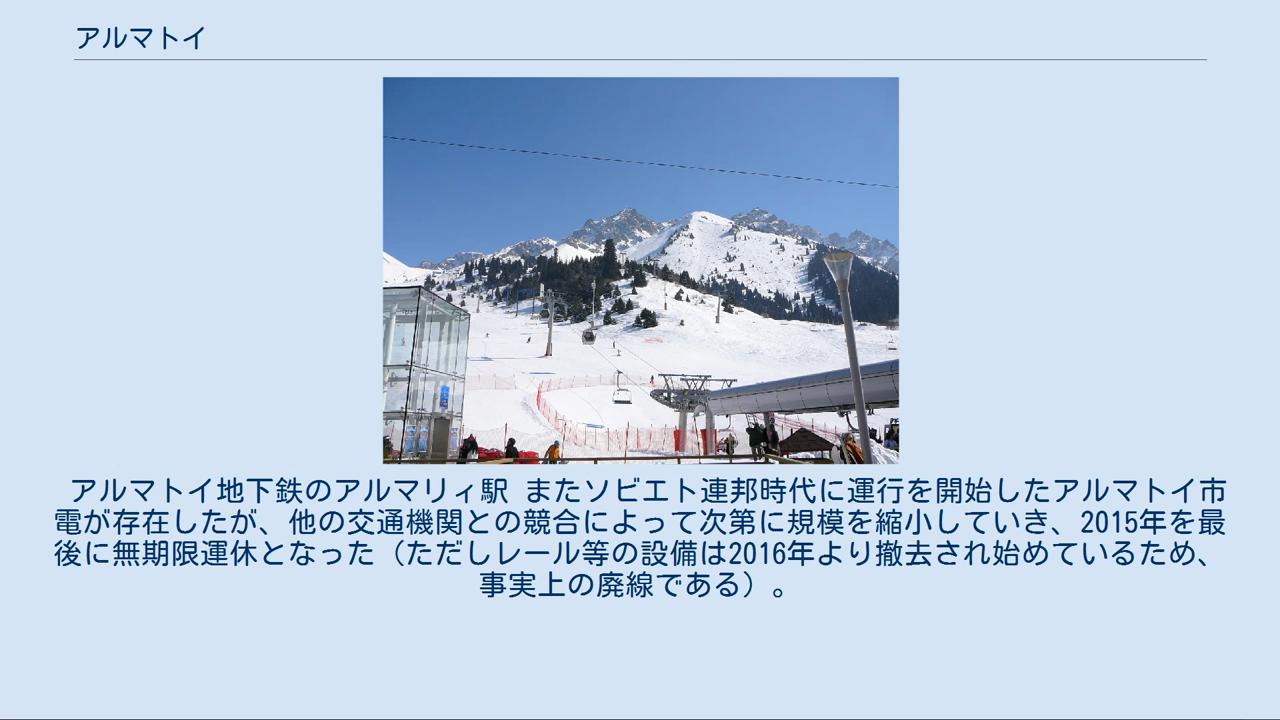 アルマトイ
アルマトイ地下鉄のアルマリィ駅 またソビエト連邦時代に運行を開始したアルマトイ市
電が存在したが、他の交通機関との競合によって次第に規模を縮小していき、2015年を最
後に無期限運休となった（ただしレール等の設備は2016年より撤去され始めているため、
事実上の廃線である）。